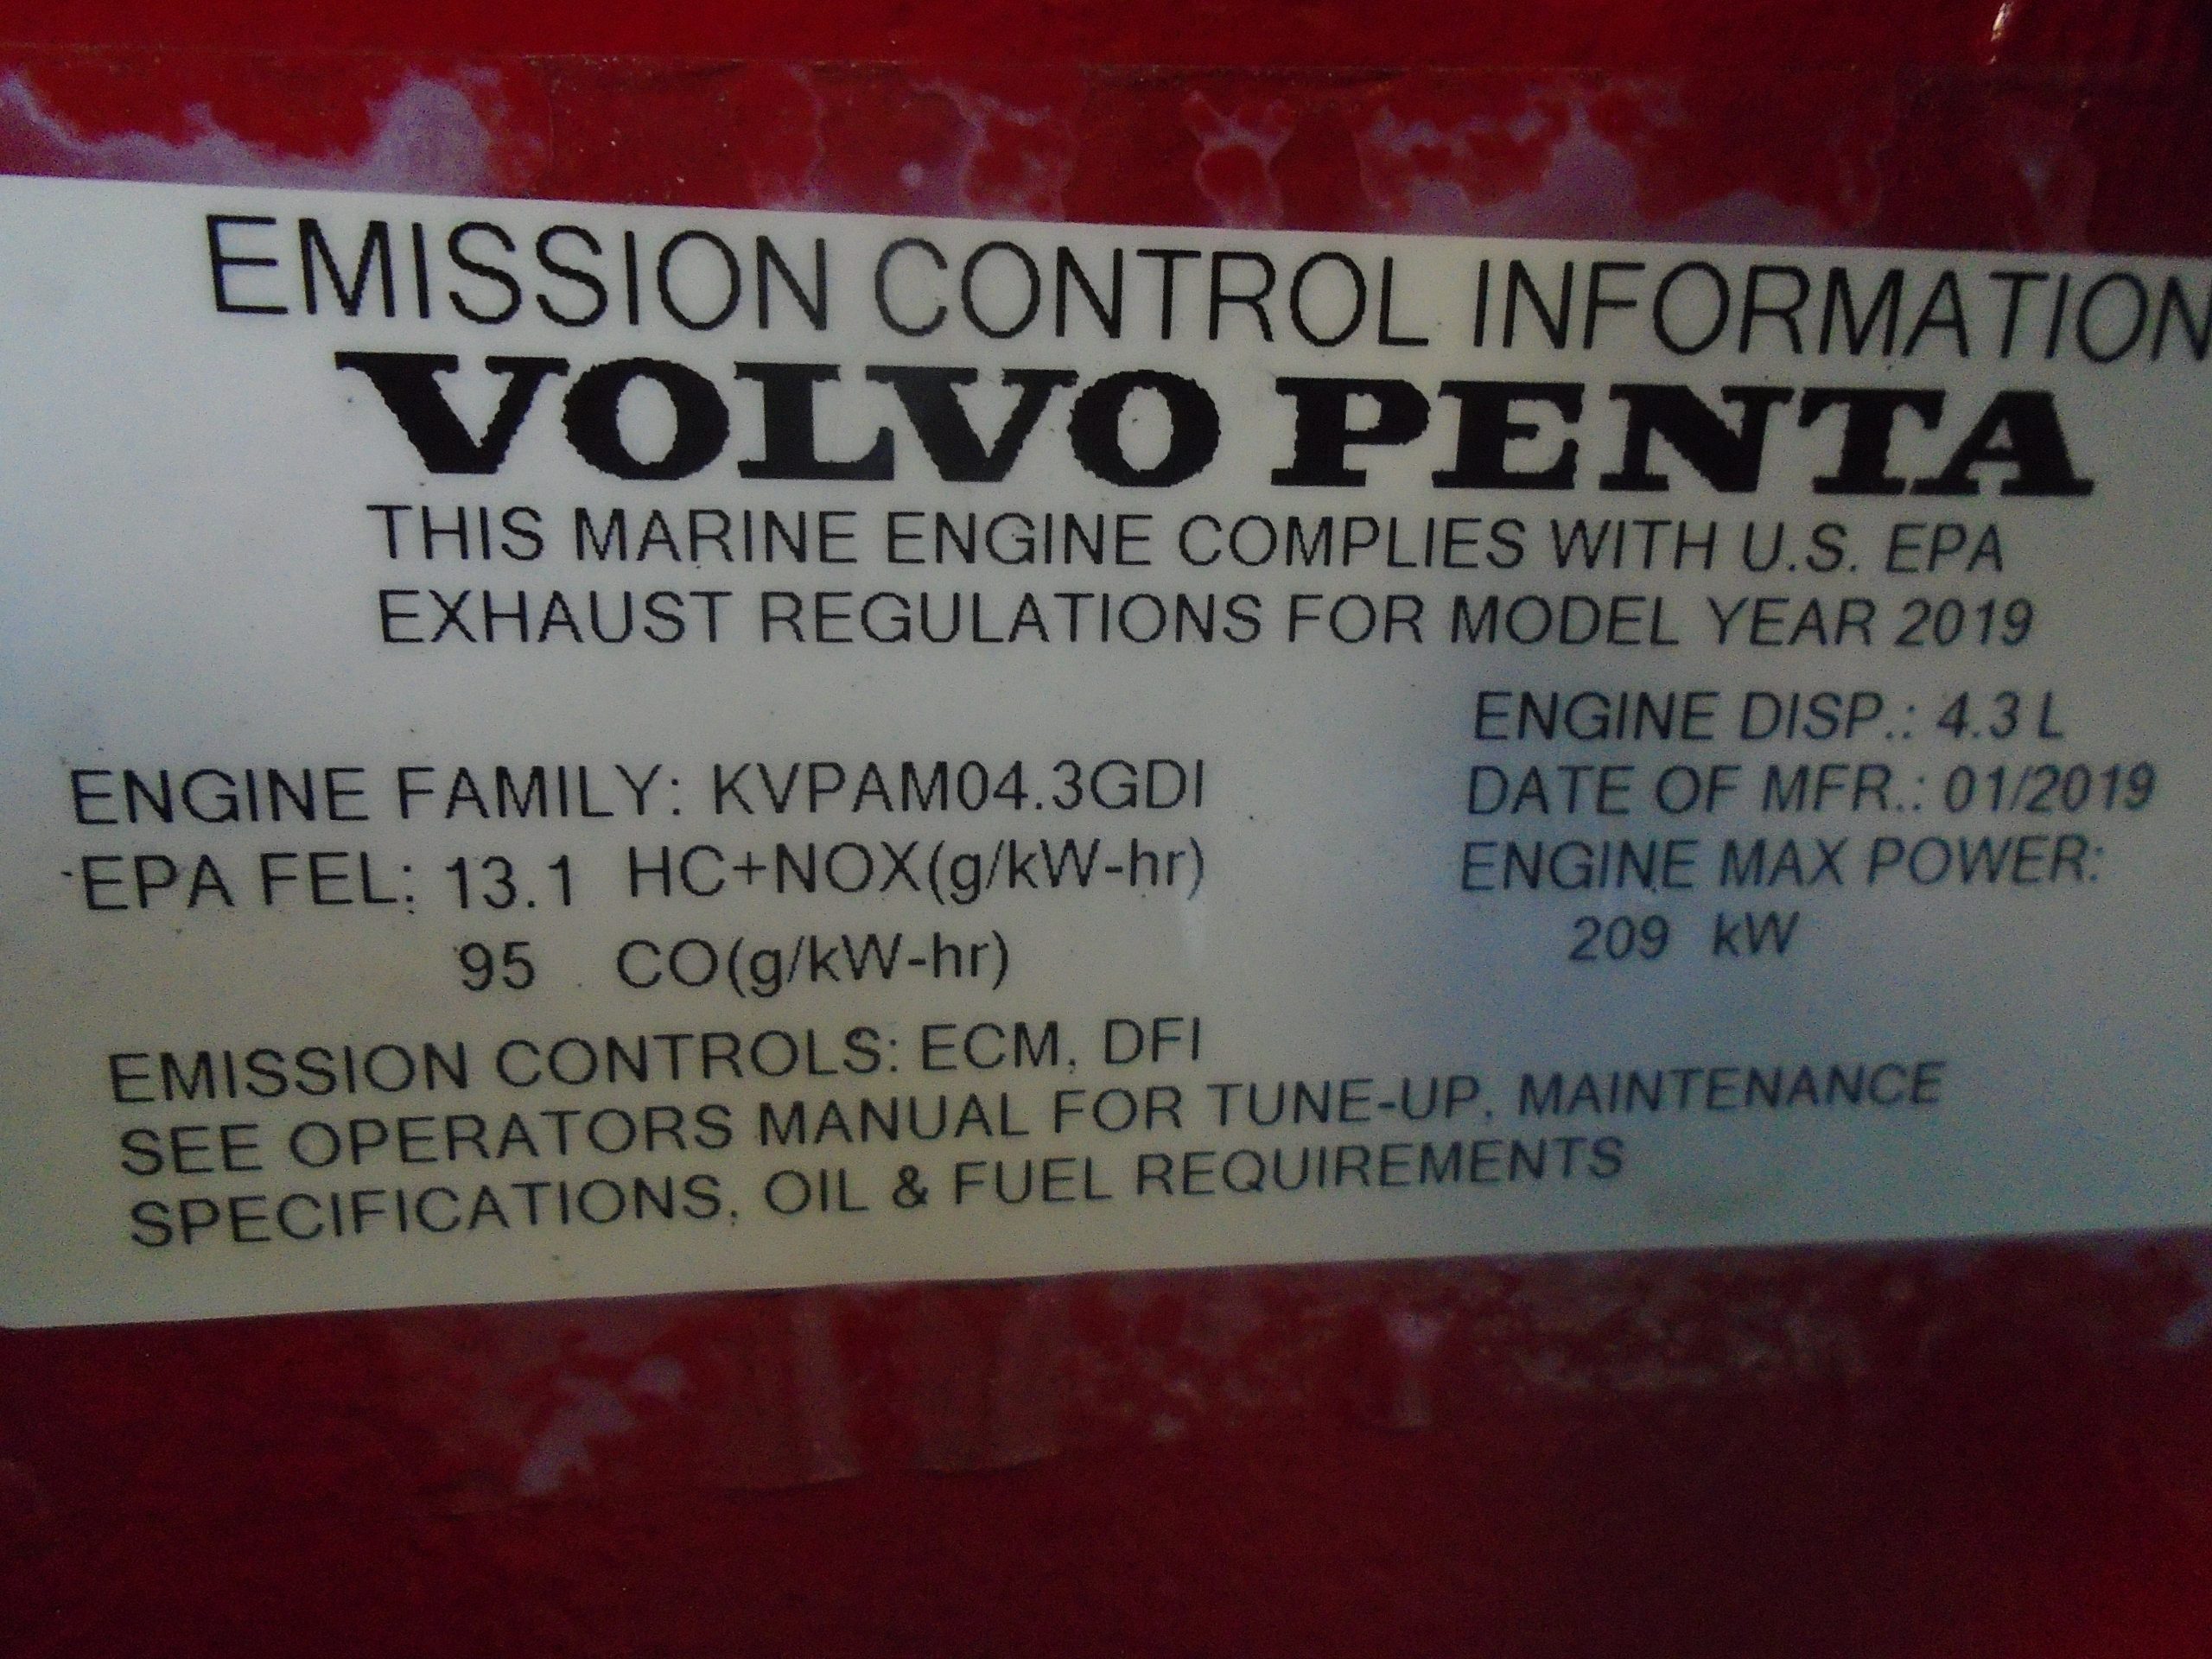 EMISSION CONTROL INFORMATION
VOLVO PENTA
THIS MARINE ENGINE COMPLIES WITH U.S. EPA
EXHAUST REGULATIONS FOR MODEL YEAR 2019
ENGINE DISP.: 4.3 L
ENGINE FAMILY: KVPAM04.3GDI
DATE OF MFR.: 01/2019
EPA FEL: 13.1 HC+NOX(g/kW-hr)
ENGINE MAX POWER:
209 kW
95 CO(g/kW-hr)
EMISSION CONTROLS: ECM, DFI
SEE OPERATORS MANUAL FOR TUNE-UP, MAINTENANCE
SPECIFICATIONS, OIL & FUEL REQUIREMENTS